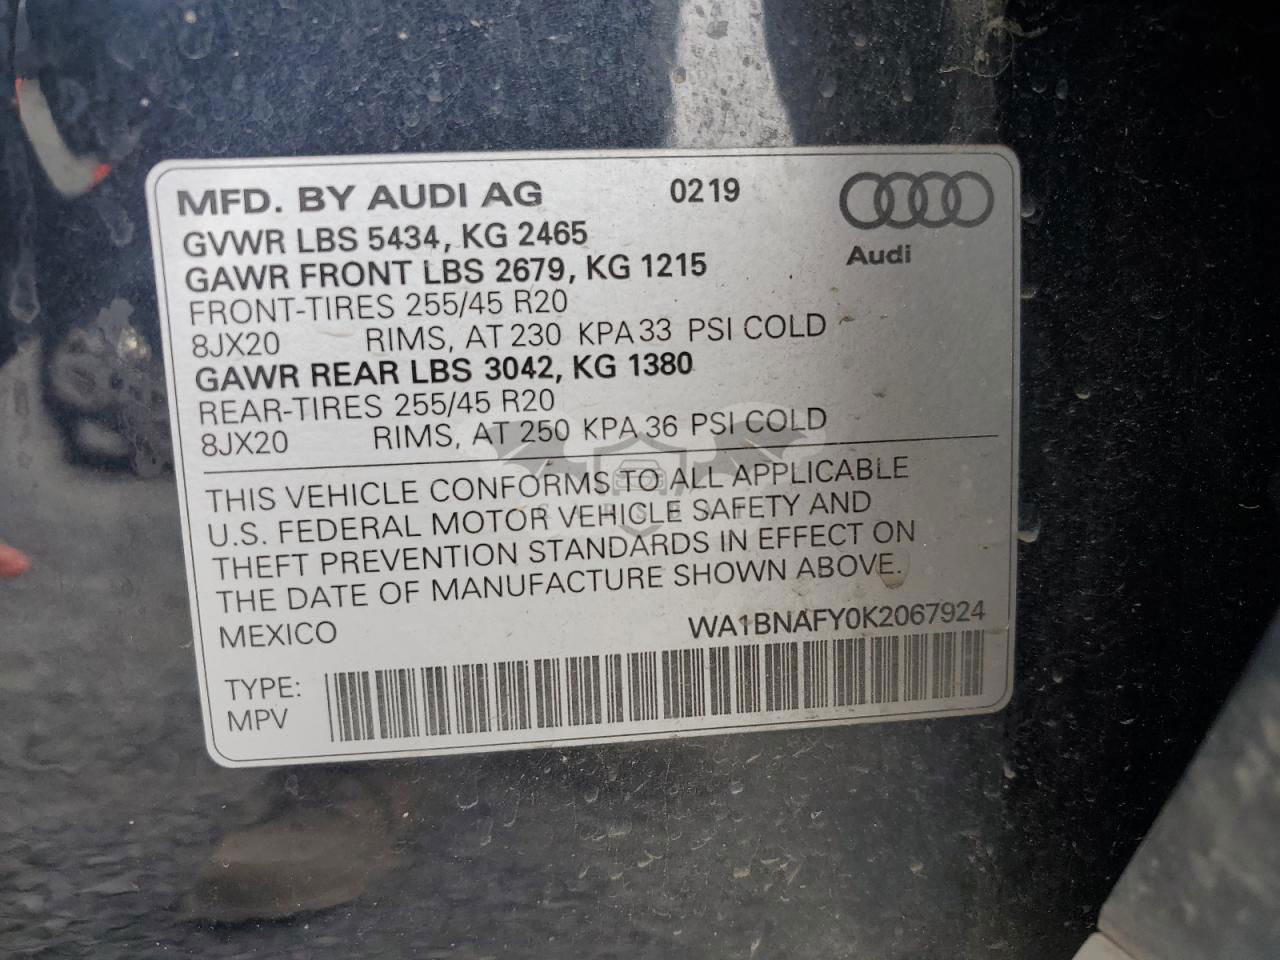 MFD. BY AUDI AG 0219
GVWR LBS 5434, KG 2465
Audi
GAWR FRONT LBS 2679, KG 1215
FRONT-TIRES 255/45 R20
8JX20 RIMS, AT 230 KPA 33 PSI COLD
GAWR REAR LBS 3042, KG 1380
REAR-TIRES 255/45 R20
8JX20 RIMS, AT 250 KPA 36 PSI COLD
THIS VEHICLE CONFORMS TO ALL APPLICABLE
U.S. FEDERAL MOTOR VEHICLE SAFETY AND
THEFT PREVENTION STANDARDS IN EFFECT ON
THE DATE OF MANUFACTURE SHOWN ABOVE.
MEXICO WA1BNAFY0K2067924
TYPE:
MPV